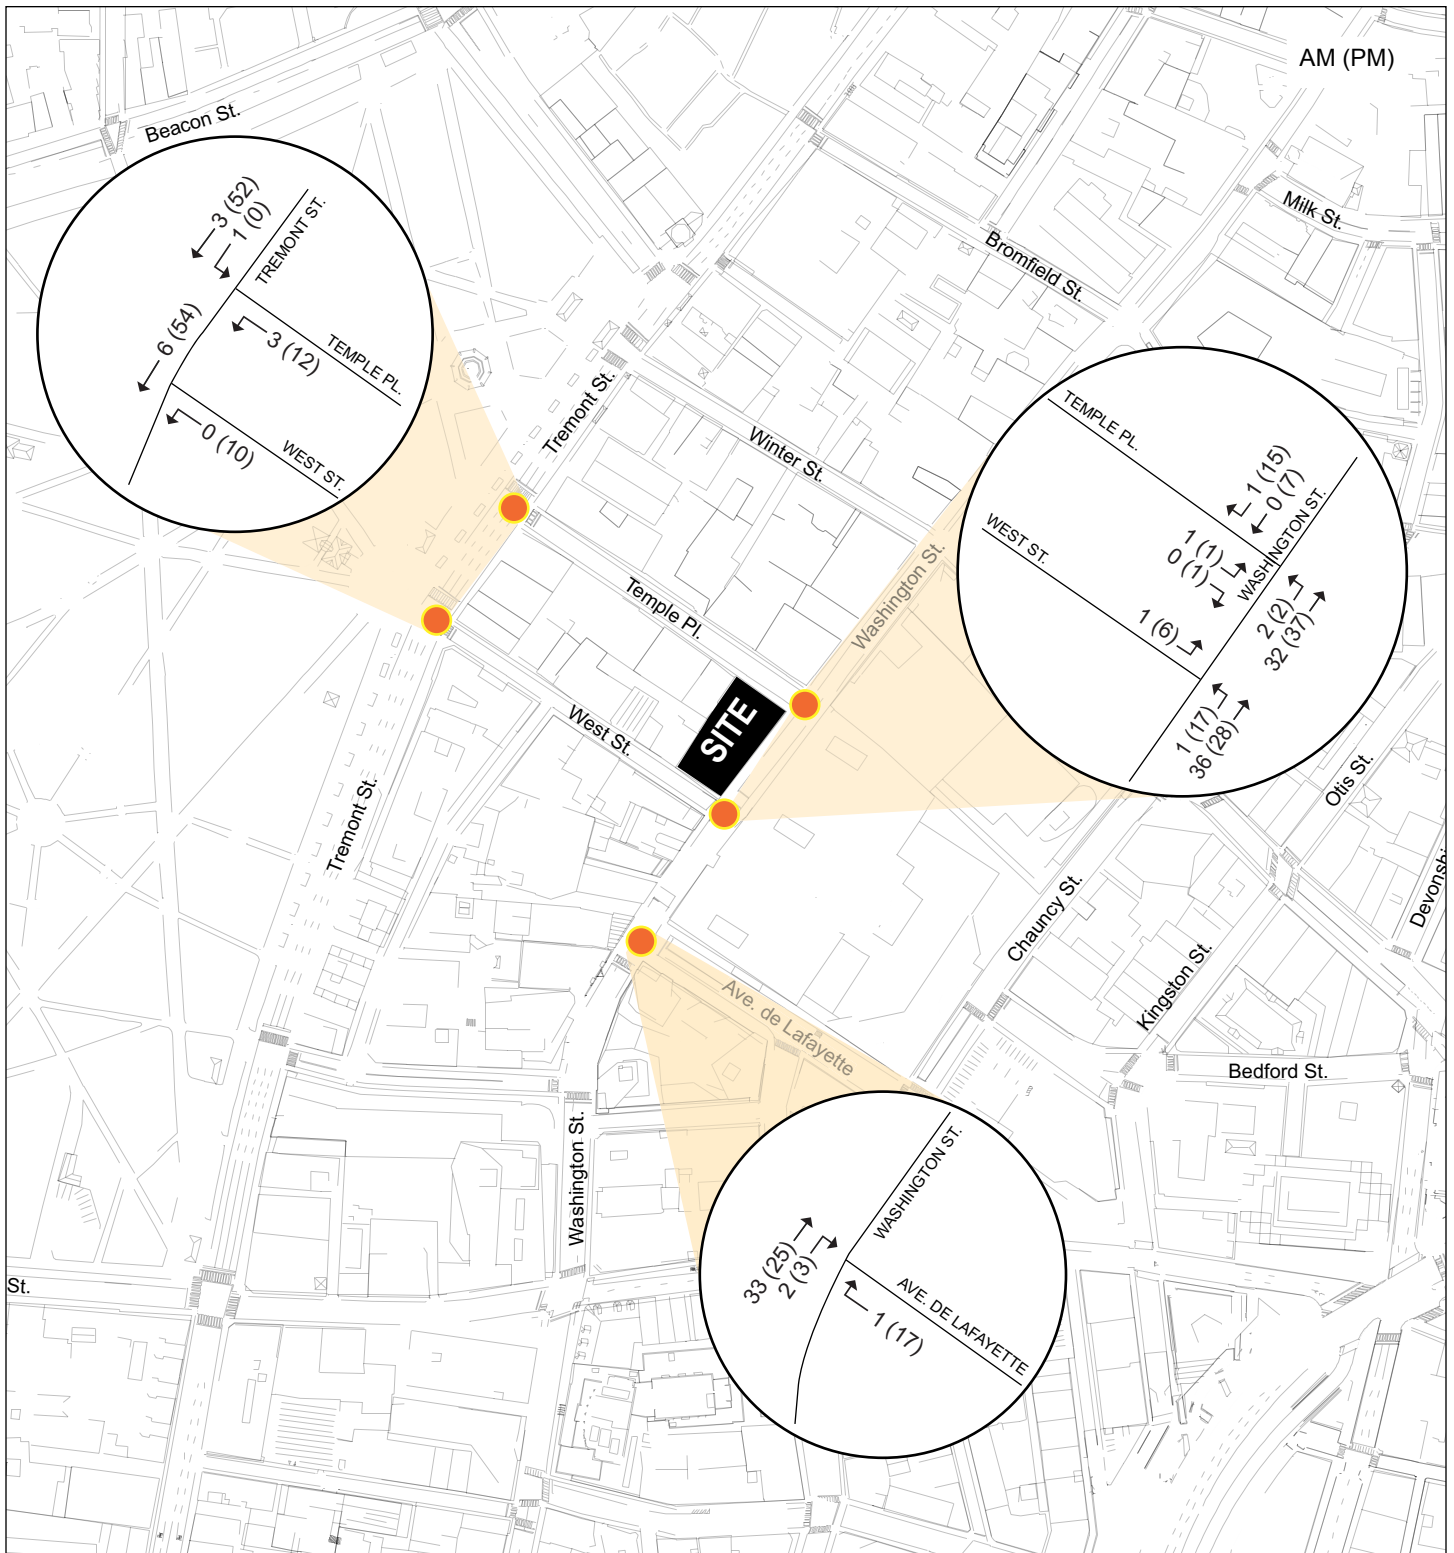 AM (PM)
Beacon St.
Milk St.
Bromfield St.
3 (52)
1 (0)
TREMONT ST.
6 (54)
3 (12)
TEMPLE PL.
0 (10)
WEST ST.
Tremont St.
Winter St.
Washington St.
Temple Pl.
West St.
SITE
TEMPLE PL.
WEST ST.
1 (15)
0 (7)
WASHINGTON ST.
1 (1)
0 (1)
1 (6)
2 (2)
32 (37)
1 (17)
36 (28)
Otis St.
Tremont St.
Chauncy St.
Devonshi
Kingston St.
Ave. de Lafayette
Bedford St.
Washington St.
WASHINGTON ST.
33 (25)
2 (3)
AVE. DE LAFAYETTE
1 (17)
St.